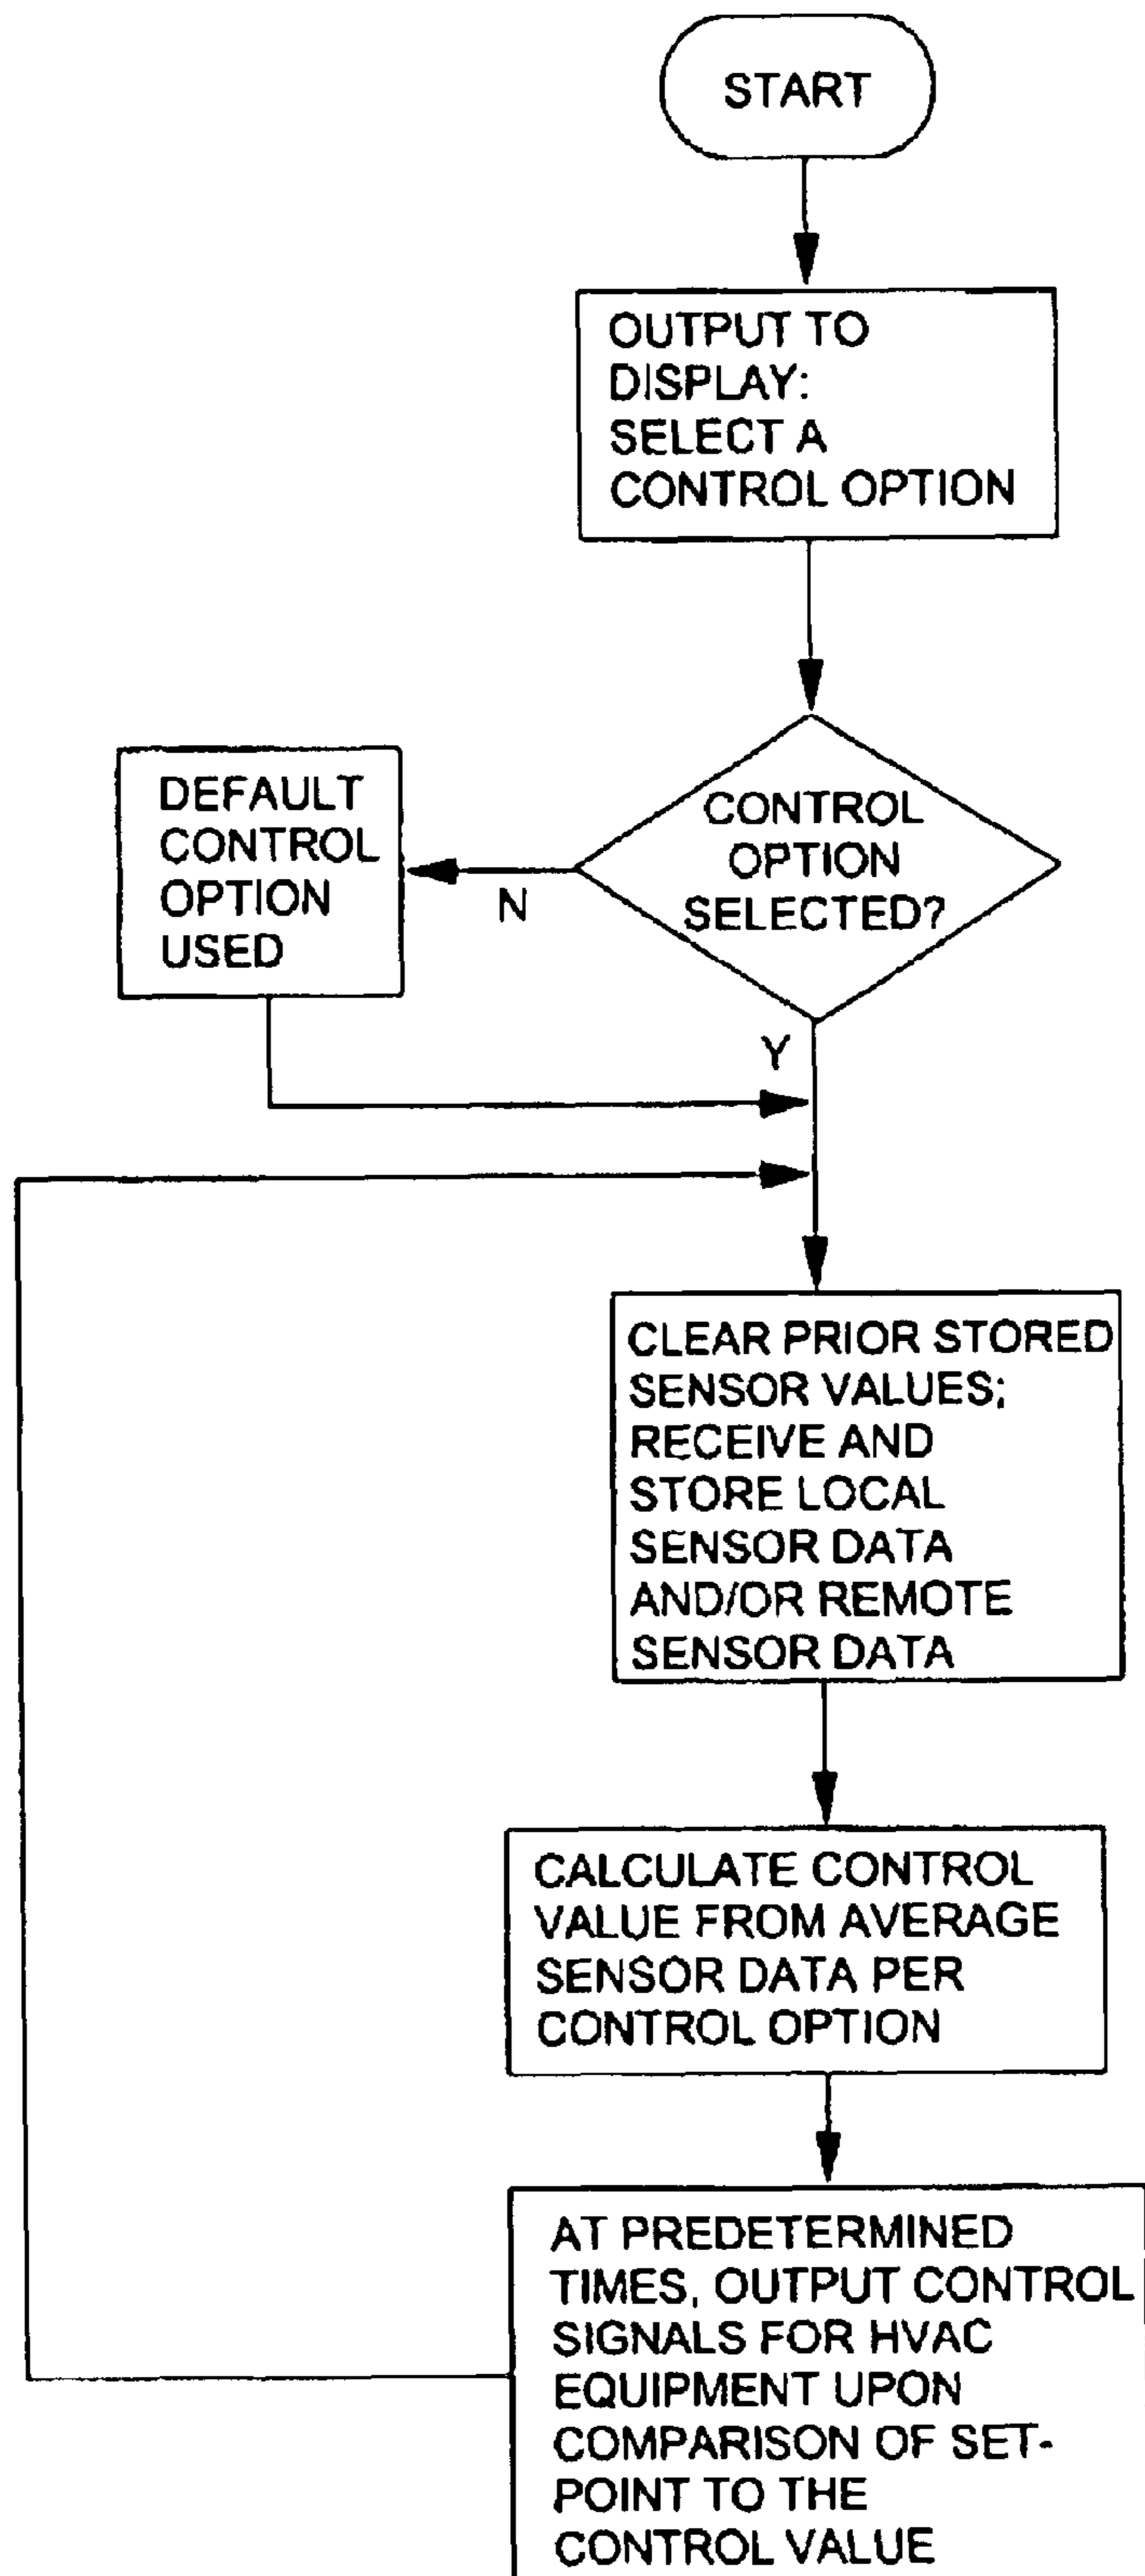 START
OUTPUT TO
DISPLAY:
SELECT A
CONTROL OPTION
CONTROL
OPTION
SELECTED?
DEFAULT
CONTROL
OPTION
USED
N
Y
CLEAR PRIOR STORED
SENSOR VALUES;
RECEIVE AND
STORE LOCAL
SENSOR DATA
AND/OR REMOTE
SENSOR DATA
CALCULATE CONTROL
VALUE FROM AVERAGE
SENSOR DATA PER
CONTROL OPTION
AT PREDETERMINED
TIMES, OUTPUT CONTROL
SIGNALS FOR HVAC
EQUIPMENT UPON
COMPARISON OF SET-
POINT TO THE
CONTROL VALUE